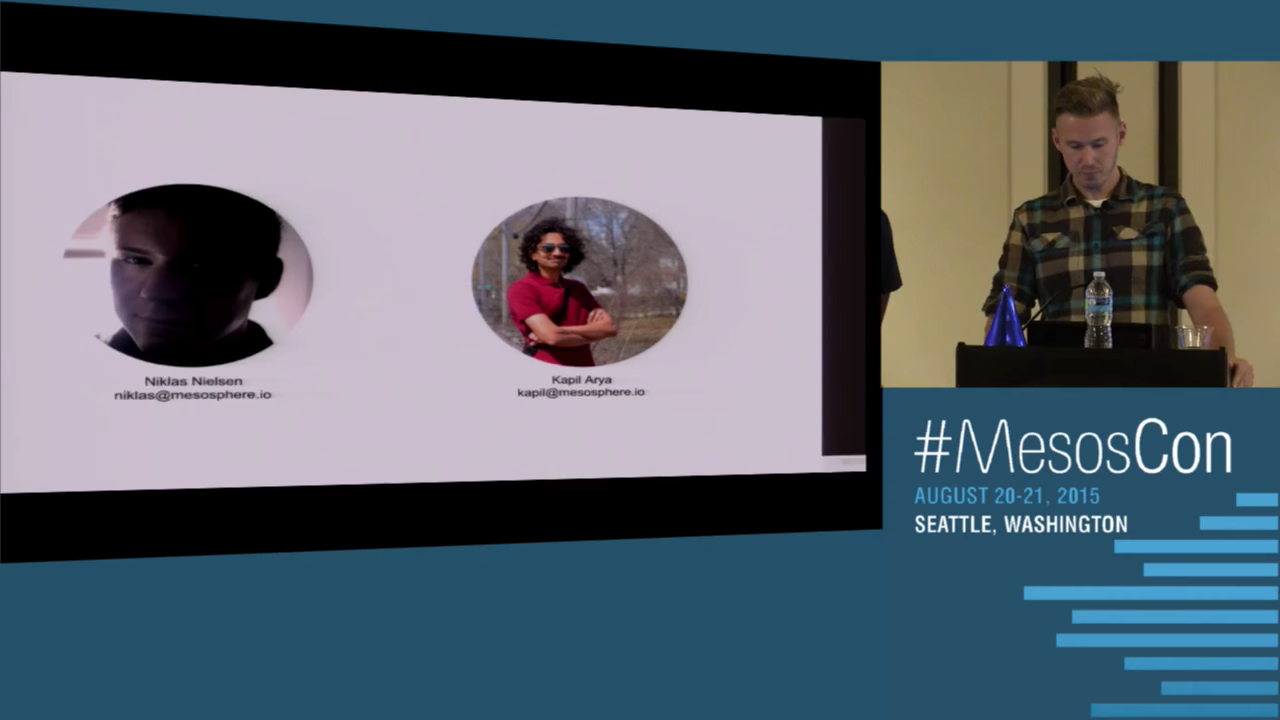 Niklas Nielsen
niklas@mesosphere.io
Kapil Arya
kapil@mesosphere.io
#MesosCon
AUGUST 20-21, 2015
SEATTLE, WASHINGTON